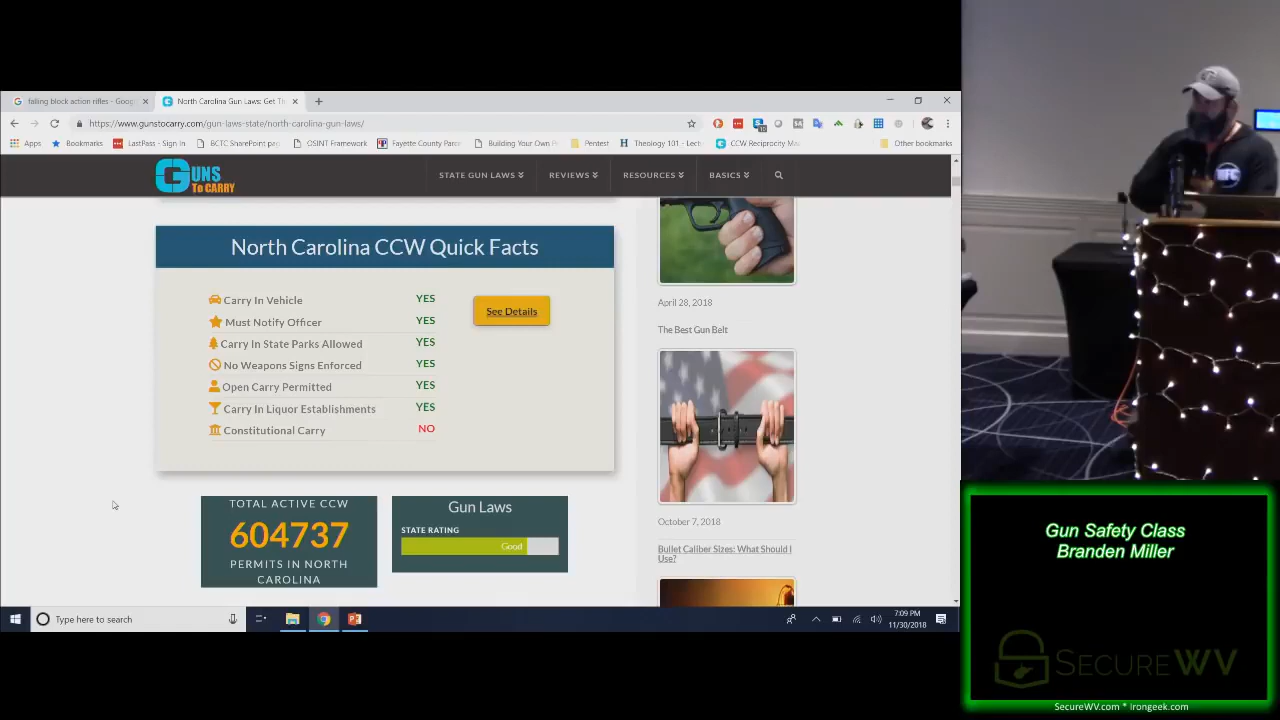 falling block action rifles - Goog
North Carolina Gun Laws: Get Th
https://www.gunstocarry.com/gun-laws-state/north-carolina-gun-laws/
Apps
Bookmarks
LastPass - Sign In
BCTC SharePoint pag
OSINT Framework
Fayette County Paro
Building Your Own P
Pentest
Theology 101 - Lect
CCW Reciprocity Ma
Other bookmarks
GUNS
TO CARRY
STATE GUN LAWS
REVIEWS
RESOURCES
BASICS
North Carolina CCW Quick Facts
Carry In Vehicle YES
Must Notify Officer YES
Carry In State Parks Allowed YES
No Weapons Signs Enforced YES
Open Carry Permitted YES
Carry In Liquor Establishments YES
Constitutional Carry NO
See Details
TOTAL ACTIVE CCW
604737
PERMITS IN NORTH
CAROLINA
Gun Laws
STATE RATING
Good
April 28, 2018
The Best Gun Belt
October 7, 2018
Bullet Caliber Sizes: What Should I
Use?
Type here to search
7:09 PM
11/30/2018
Gun Safety Class
Branden Miller
SECUREWV
SecureWV.com * Irongeek.com